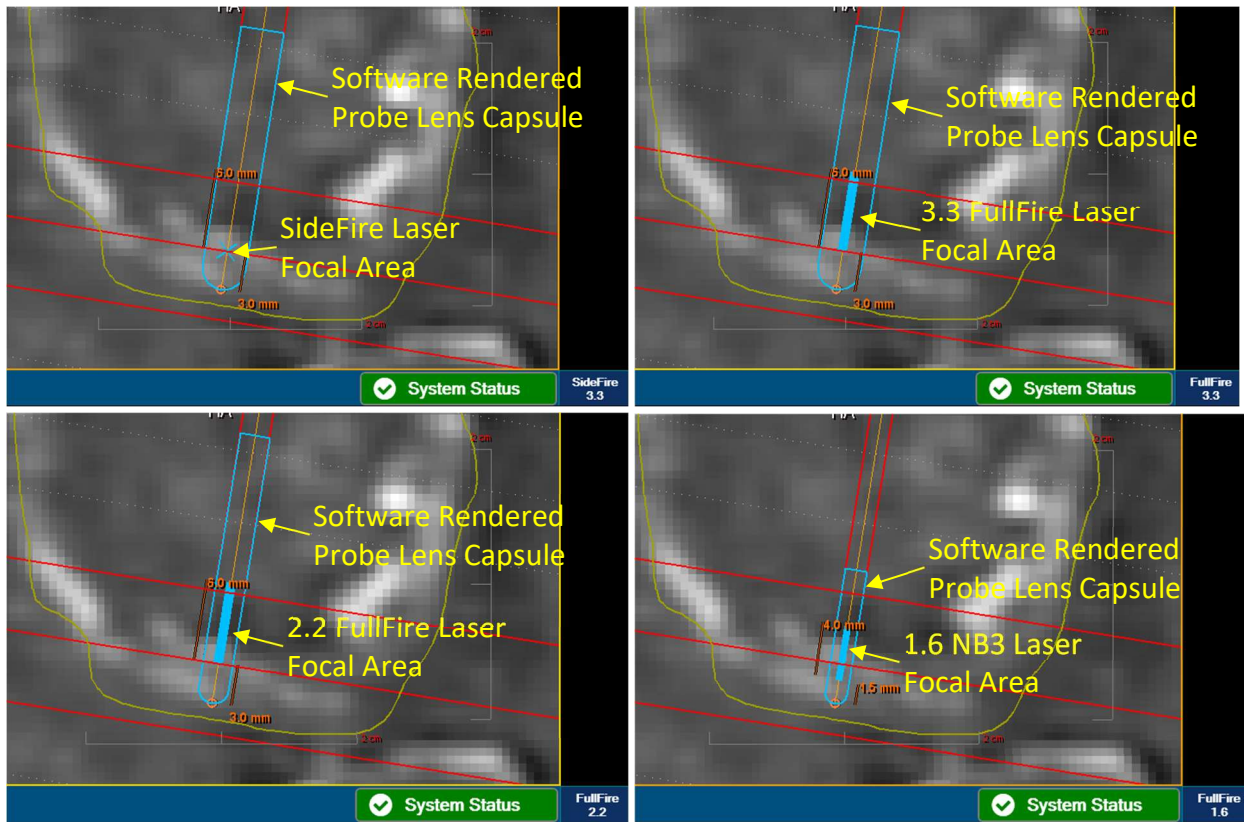 2 cm
Software Rendered
Probe Lens Capsule
6.0 mm
SideFire Laser
Focal Area
3.0 mm
2 cm
System Status
SideFire
3.3
2 cm
Software Rendered
Probe Lens Capsule
6.0 mm
3.3 FullFire Laser
Focal Area
3.0 mm
2 cm
System Status
FullFire
3.3
2 cm
Software Rendered
Probe Lens Capsule
6.0 mm
2.2 FullFire Laser
Focal Area
3.0 mm
2 cm
System Status
FullFire
2.2
2 cm
Software Rendered
Probe Lens Capsule
4.0 mm
1.6 NB3 Laser
Focal Area
1.5 mm
2 cm
System Status
FullFire
1.6